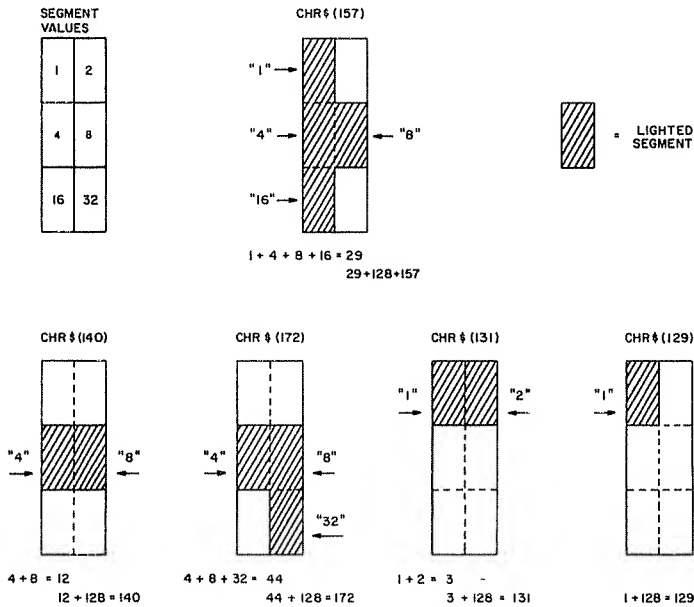 SEGMENT
VALUES
1 2
4 8
16 32
CHR $ (157)
"1"
"4" "8"
"16"
1 + 4 + 8 + 16 = 29
29+128+157
= LIGHTED
SEGMENT
CHR $ (140)
"4" "8"
4 + 8 = 12
12 + 128 = 140
CHR $ (172)
"4" "8"
"32"
4 + 8 + 32 = 44
44 + 128 = 172
CHR $ (131)
"1" "2"
1 + 2 = 3
3 + 128 = 131
CHR $ (129)
"1"
1 + 128 = 129